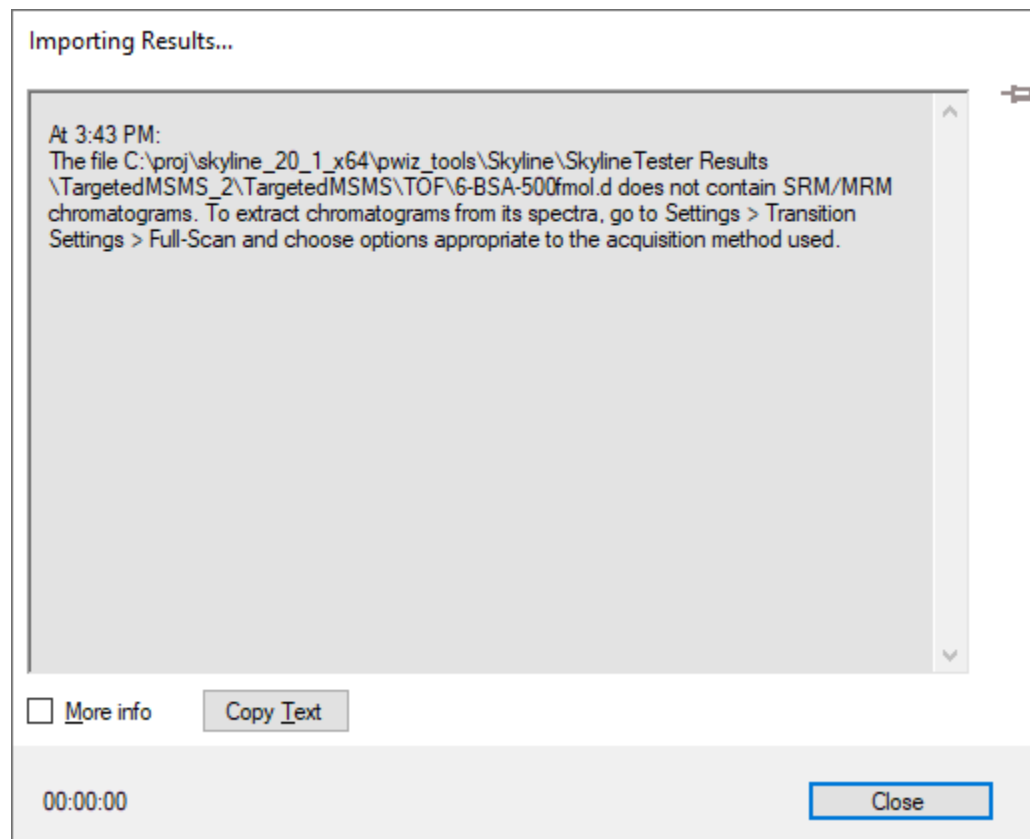 Importing Results...
At 3:43 PM:
The file C:\proj\skyline_20_1_x64\pwiz_tools\Skyline\SkylineTester Results
\TargetedMSMS_2\TargetedMSMS\TOF\6-BSA-500fmol.d does not contain SRM/MRM
chromatograms. To extract chromatograms from its spectra, go to Settings > Transition
Settings > Full-Scan and choose options appropriate to the acquisition method used.
More info
Copy Text
00:00:00
Close